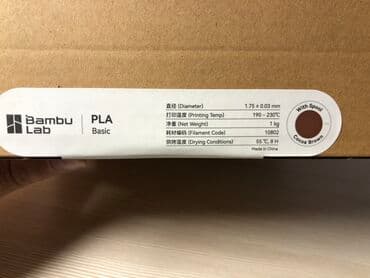 Bambu Lab
PLA
Basic
直径 (Diameter) 1.75 ± 0.03 mm
打印温度 (Printing Temp) 190 - 230℃
净重 (Net Weight) 1 kg
耗材编码 (Filament Code) 10802
烘烤温度 (Drying Conditions) 55 ℃, 8 H
Made in China
With Spool
Cocoa Brown